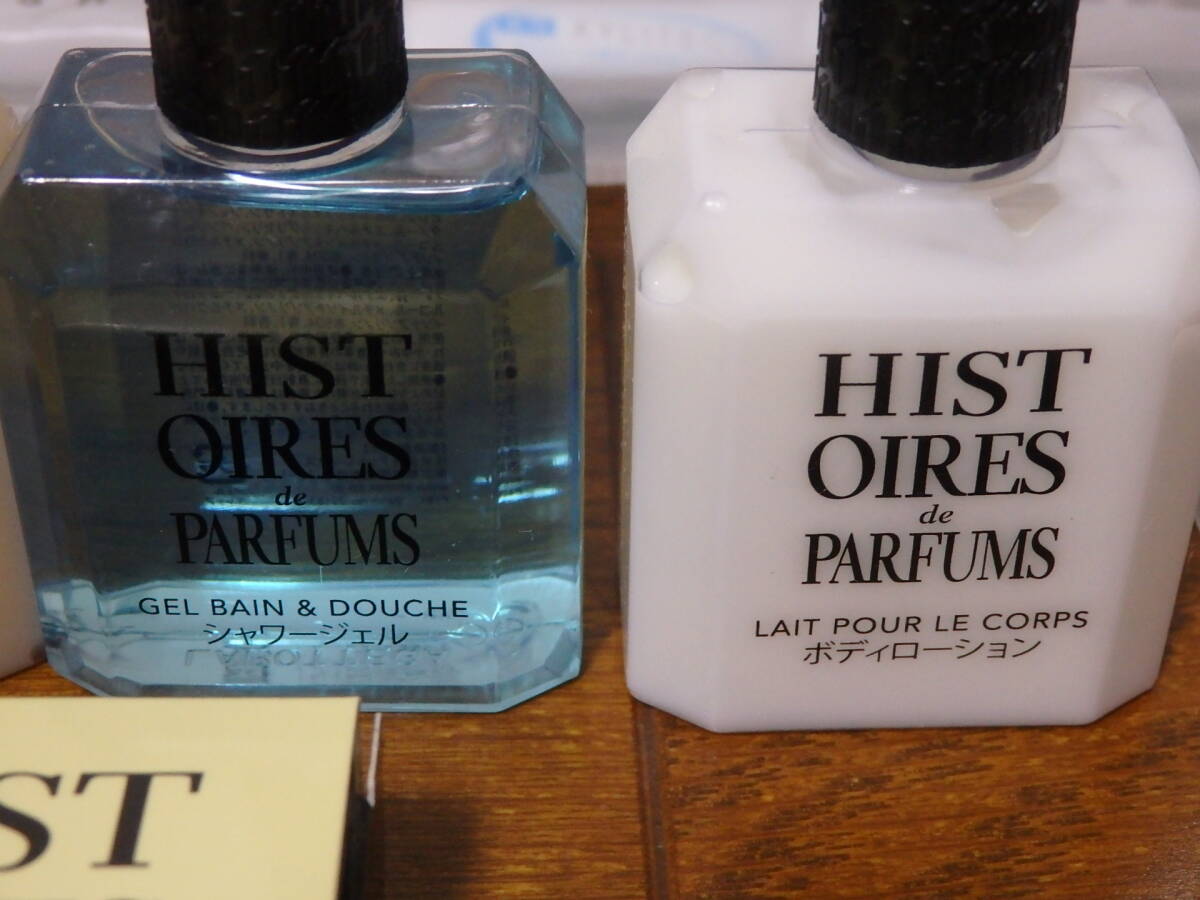 HIST
OIRES
de
PARFUMS
GEL BAIN & DOUCHE
シャワージェル
HIST
OIRES
de
PARFUMS
LAIT POUR LE CORPS
ボディローション
ST